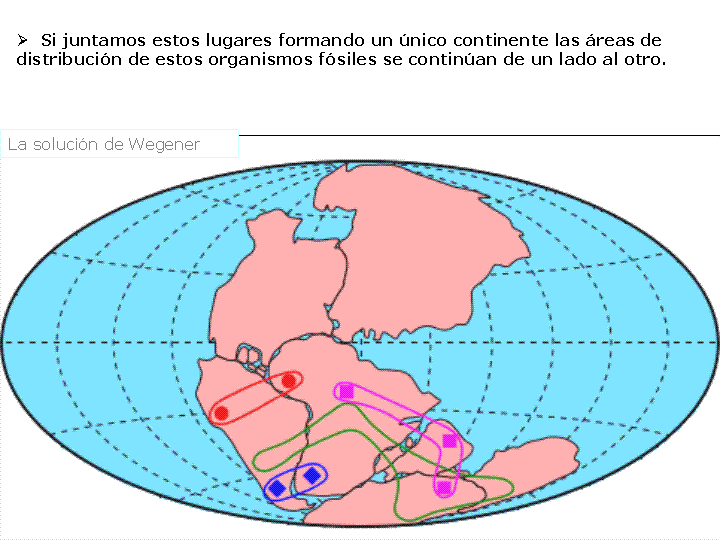 ➢ Si juntamos estos lugares formando un único continente las áreas de
distribución de estos organismos fósiles se continúan de un lado al otro.
La solución de Wegener